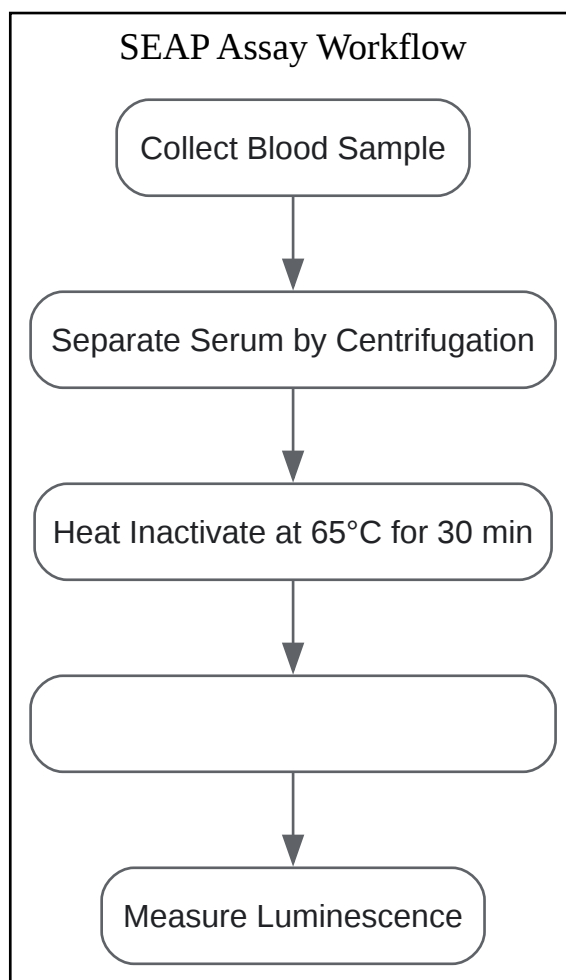 SEAP Assay Workflow
Collect Blood Sample
Separate Serum by Centrifugation
Heat Inactivate at 65°C for 30 min
Measure Luminescence